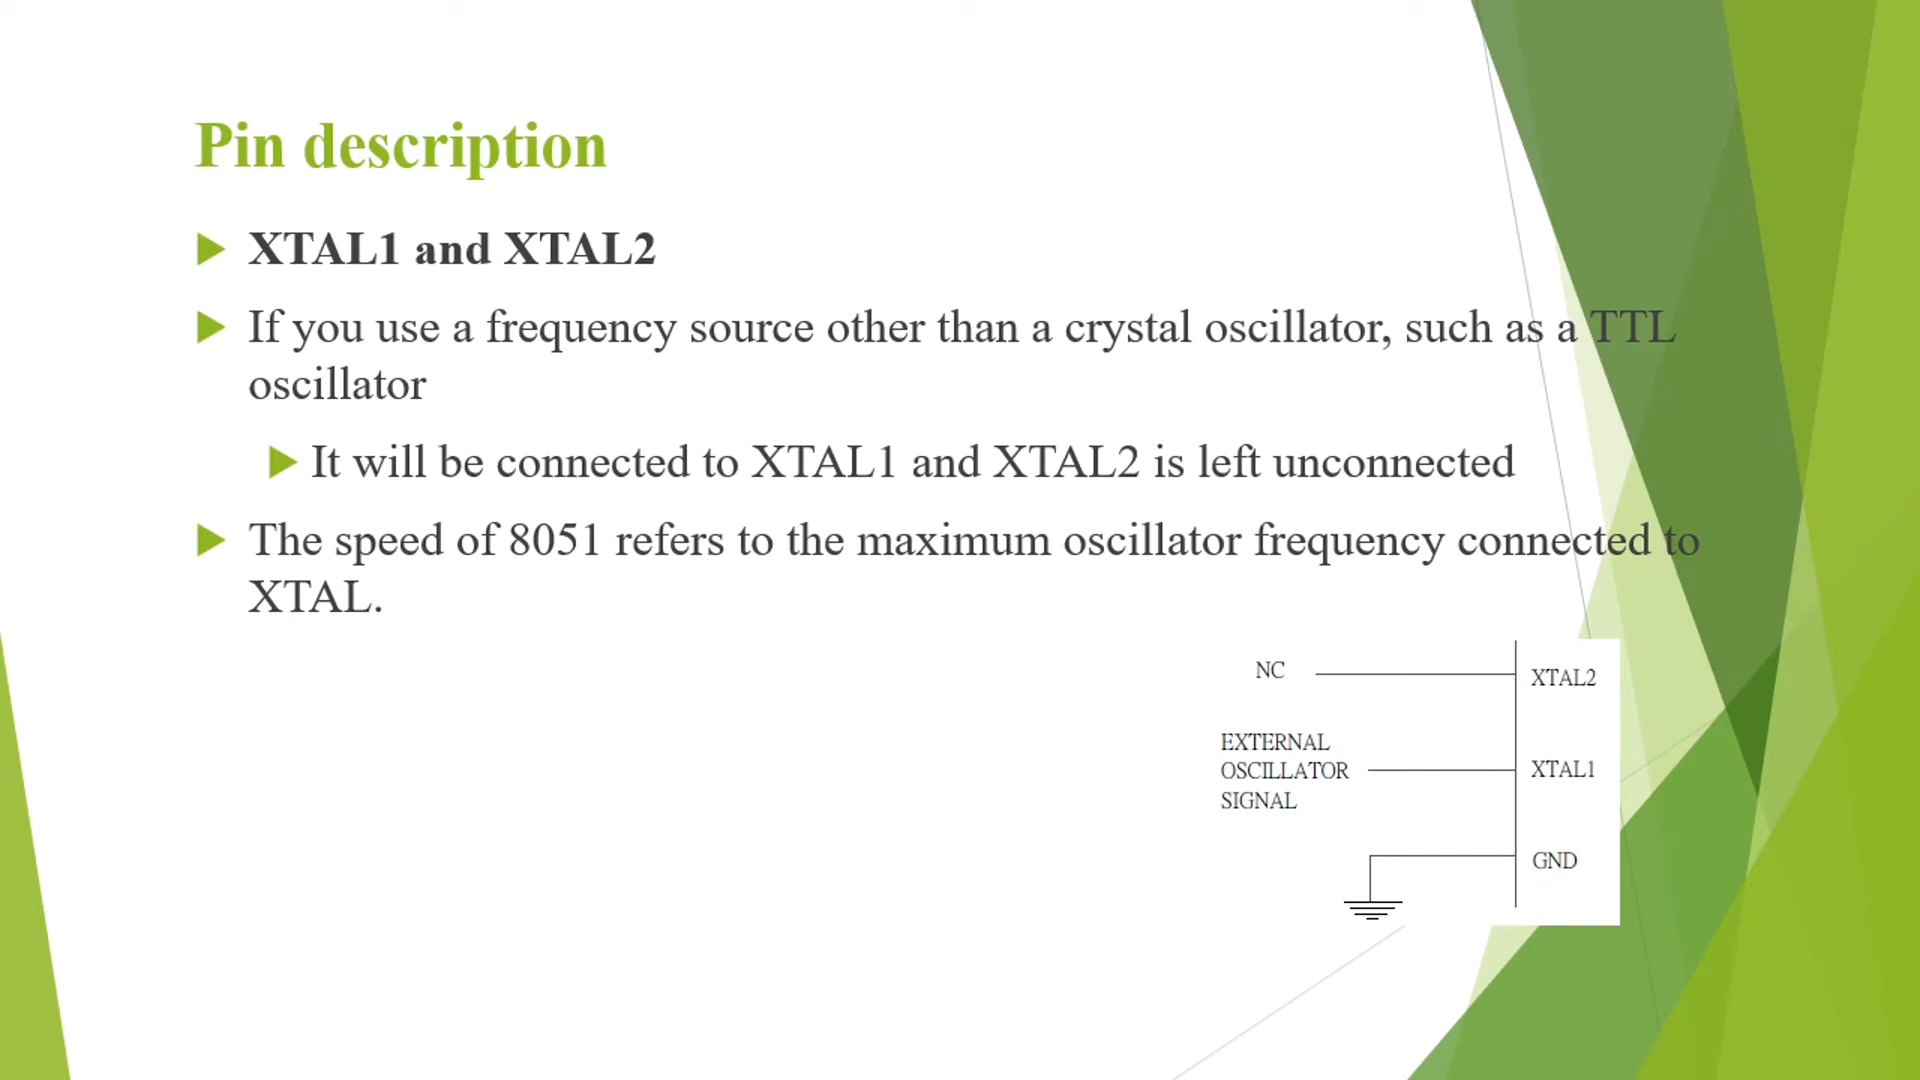 Pin description
XTAL1 and XTAL2
If you use a frequency source other than a crystal oscillator, such as a TTL
oscillator
It will be connected to XTAL1 and XTAL2 is left unconnected
The speed of 8051 refers to the maximum oscillator frequency connected to
XTAL.
NC
XTAL2
EXTERNAL
OSCILLATOR
SIGNAL
XTAL1
GND